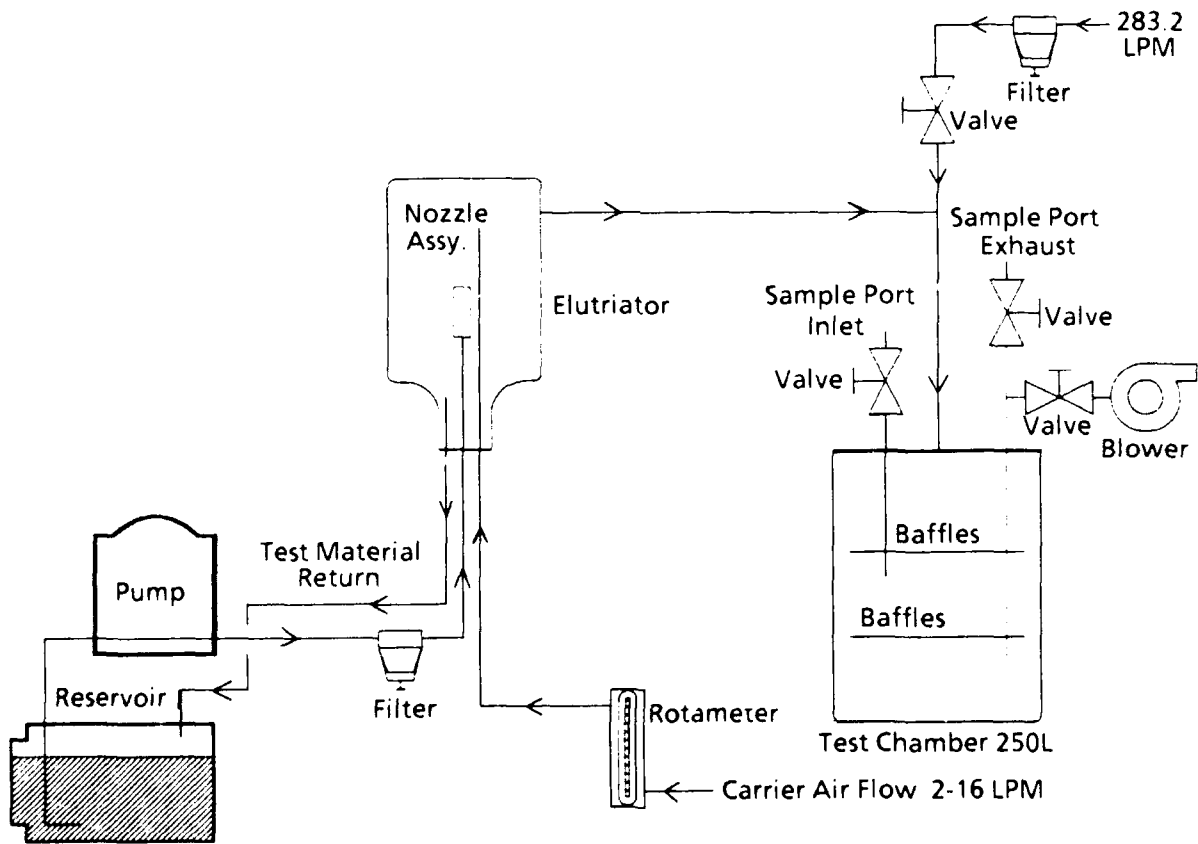 283.2
LPM
Filter
Valve
Nozzle
Assy.
Sample Port
Exhaust
Elutriator
Sample Port
Inlet
Valve
Valve
Valve
Blower
Baffles
Test Material
Return
Pump
Baffles
Reservoir
Filter
Rotameter
Test Chamber 250L
Carrier Air Flow 2-16 LPM